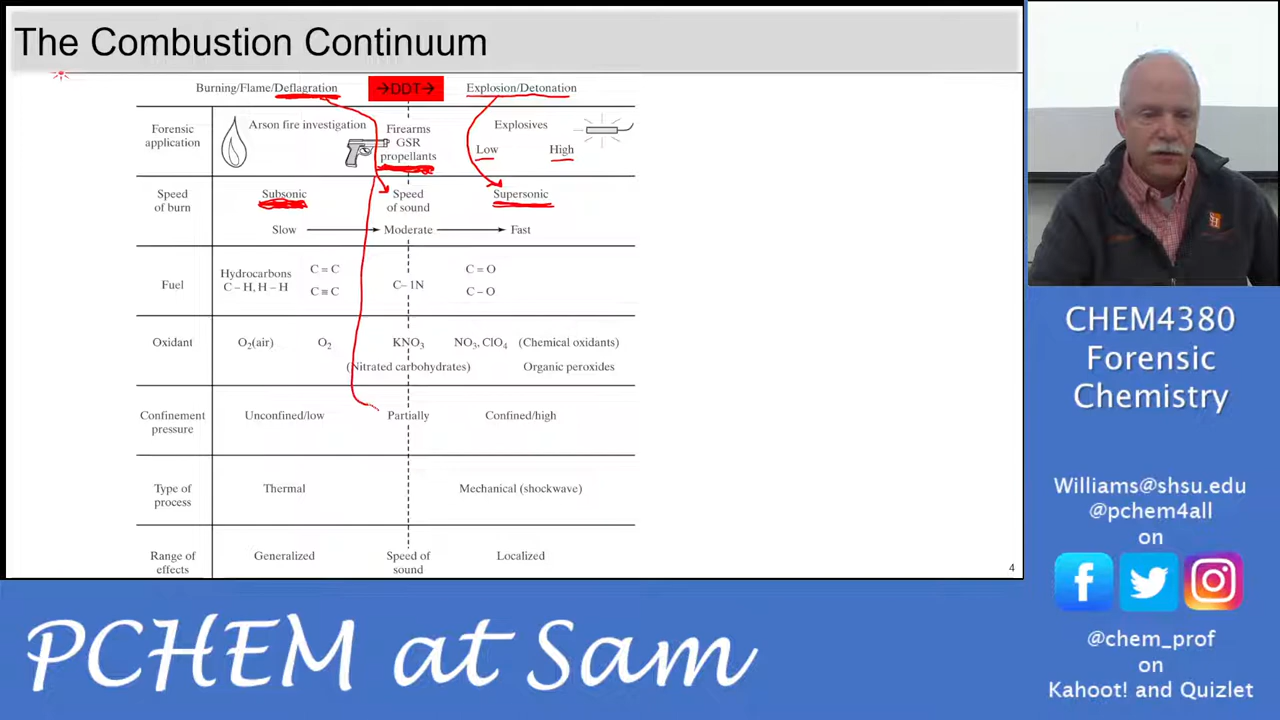 The Combustion Continuum
Burning/Flame/Deflagration
→DDT→
Explosion/Detonation
Forensic
application
Arson fire investigation
Firearms
GSR
propellants
Explosives
Low
High
Speed
of burn
Subsonic
Speed
of sound
Supersonic
Slow
Moderate
Fast
Fuel
Hydrocarbons
C – H, H – H
C = C
C ≡ C
C– 1N
C = O
C – O
Oxidant
O2(air)
O2
KNO3
NO3, ClO4
(Chemical oxidants)
(Nitrated carbohydrates)
Organic peroxides
Confinement
pressure
Unconfined/low
Partially
Confined/high
Type of
process
Thermal
Mechanical (shockwave)
Range of
effects
Generalized
Speed of
sound
Localized
4
CHEM4380
Forensic
Chemistry
Williams@shsu.edu
@pchem4all
on
@chem_prof
on
Kahoot! and Quizlet
PCHEM at Sam